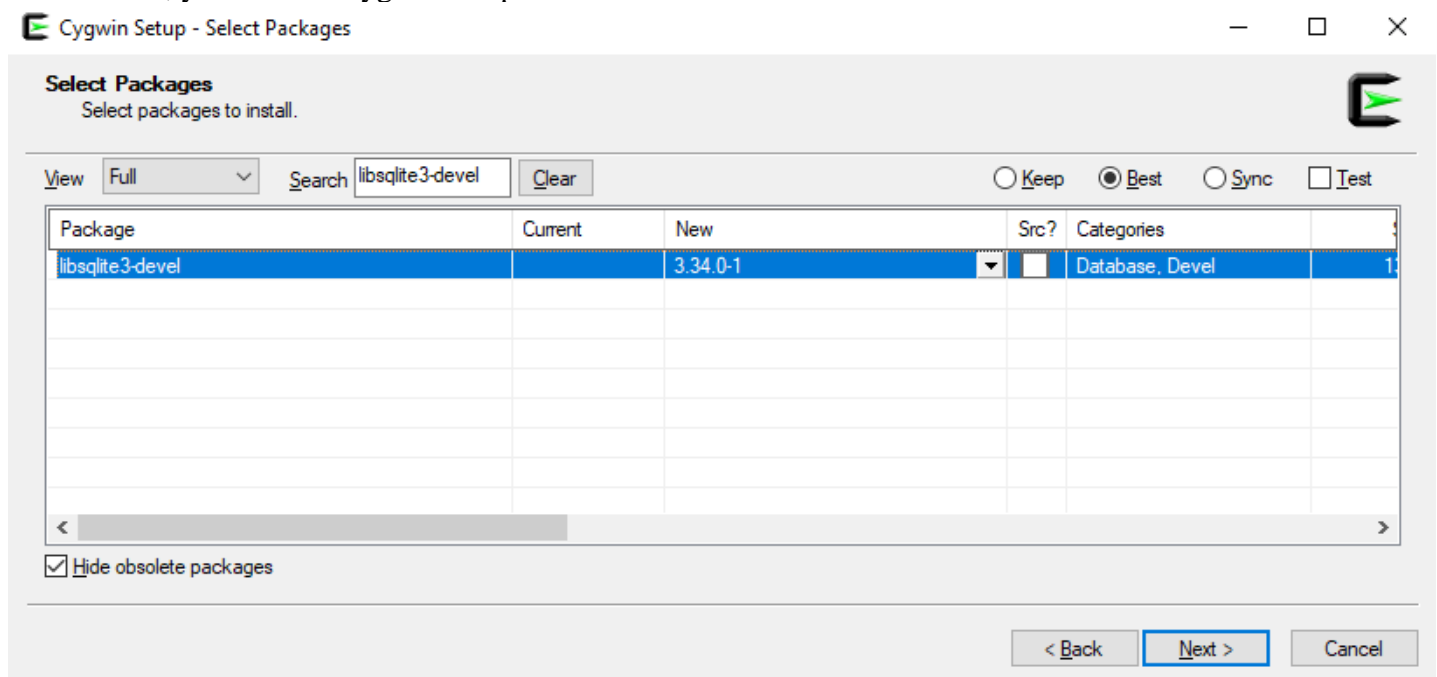 Cygwin Setup - Select Packages
Select Packages
Select packages to install.
View Full Search libsqlite3-devel Clear Keep Best Sync Test
Package Current New Src? Categories
libsqlite3-devel 3.34.0-1 Database, Devel
Hide obsolete packages
< Back Next > Cancel